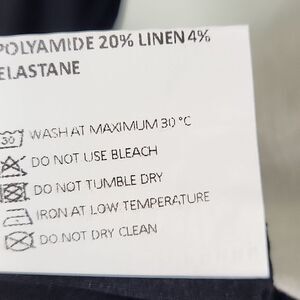 POLYAMIDE 20% LINEN 4%
ELASTANE
30 WASH AT MAXIMUM 30 °C
DO NOT USE BLEACH
DO NOT TUMBLE DRY
IRON AT LOW TEMPERATURE
DO NOT DRY CLEAN